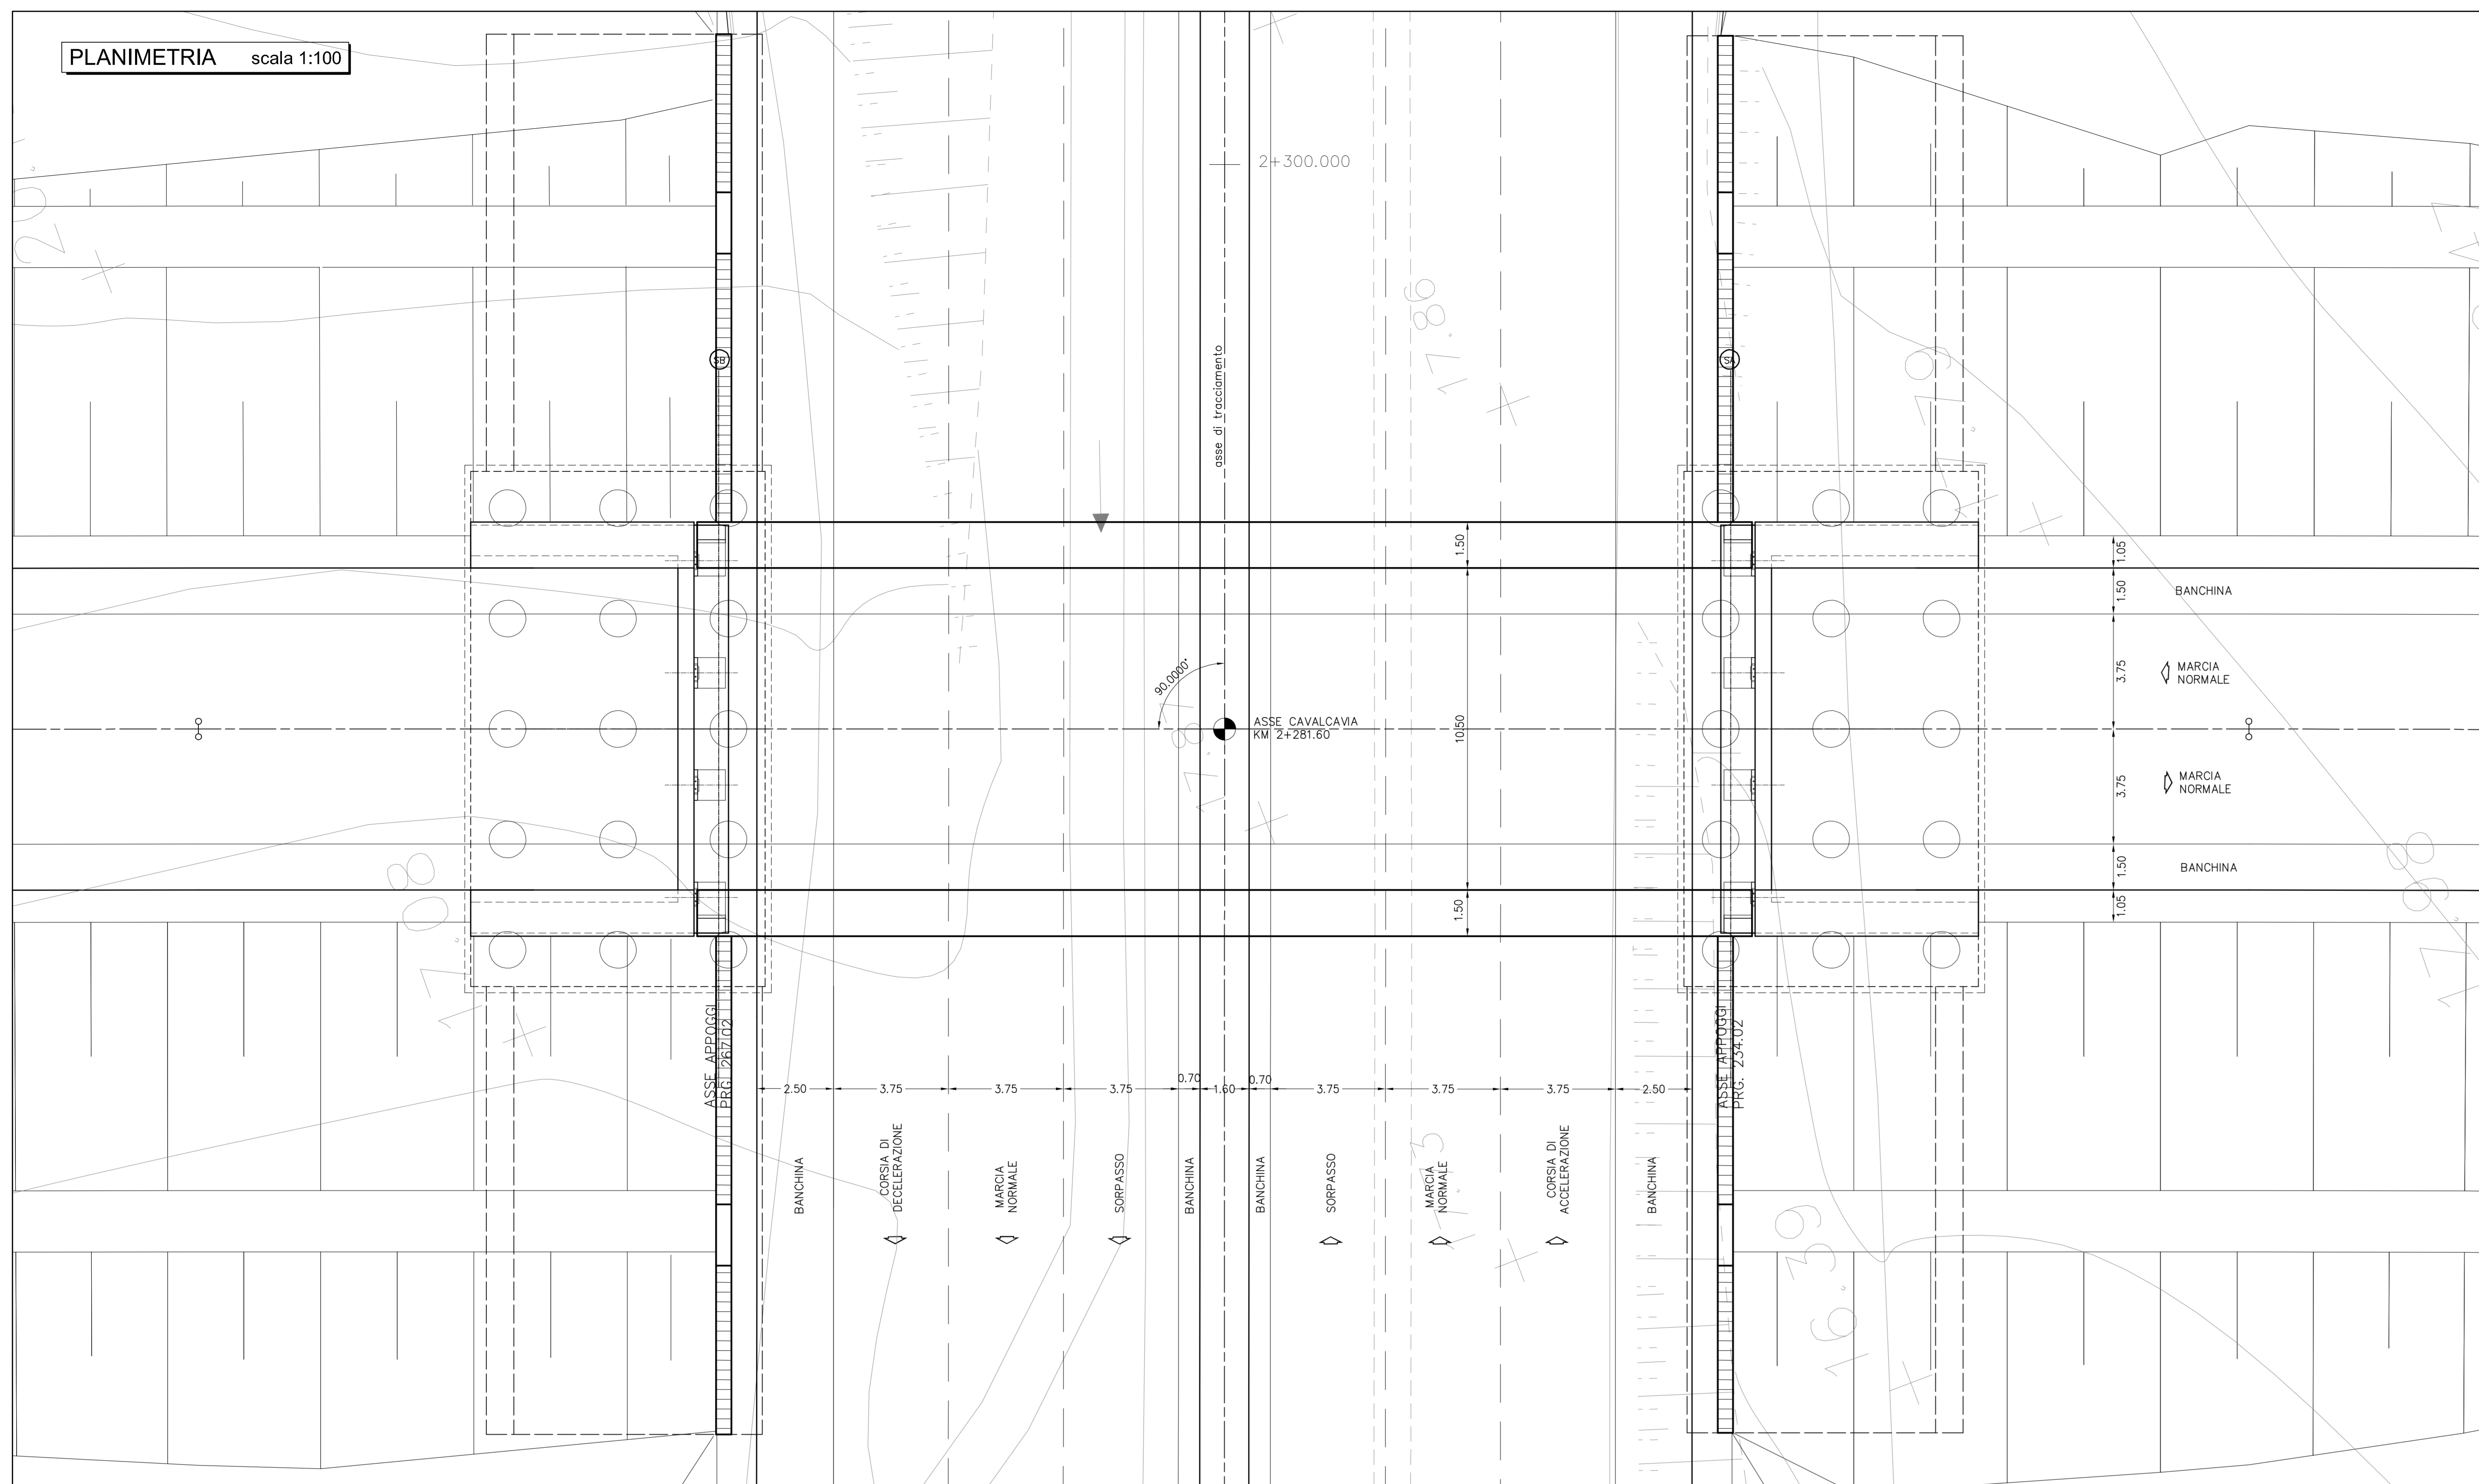 PLANIMETRIA scala 1:100
2+300.000
asse di tracciamento
SB
SA
1.50
10.50
1.50
90.0000°
ASSE CAVALCAVIA
KM 2+281.60
1.05
1.50
BANCHINA
3.75
MARCIA
NORMALE
3.75
MARCIA
NORMALE
1.50
BANCHINA
1.05
ASSE APPOGGI
PRG. 267.02
ASSE APPOGGI
PRG. 234.02
2.50
3.75
3.75
3.75
0.70
1.60
0.70
3.75
3.75
3.75
2.50
BANCHINA
CORSIA DI
DECELERAZIONE
MARCIA
NORMALE
SORPASSO
BANCHINA
BANCHINA
SORPASSO
MARCIA
NORMALE
CORSIA DI
ACCELERAZIONE
BANCHINA
17.08
16.39